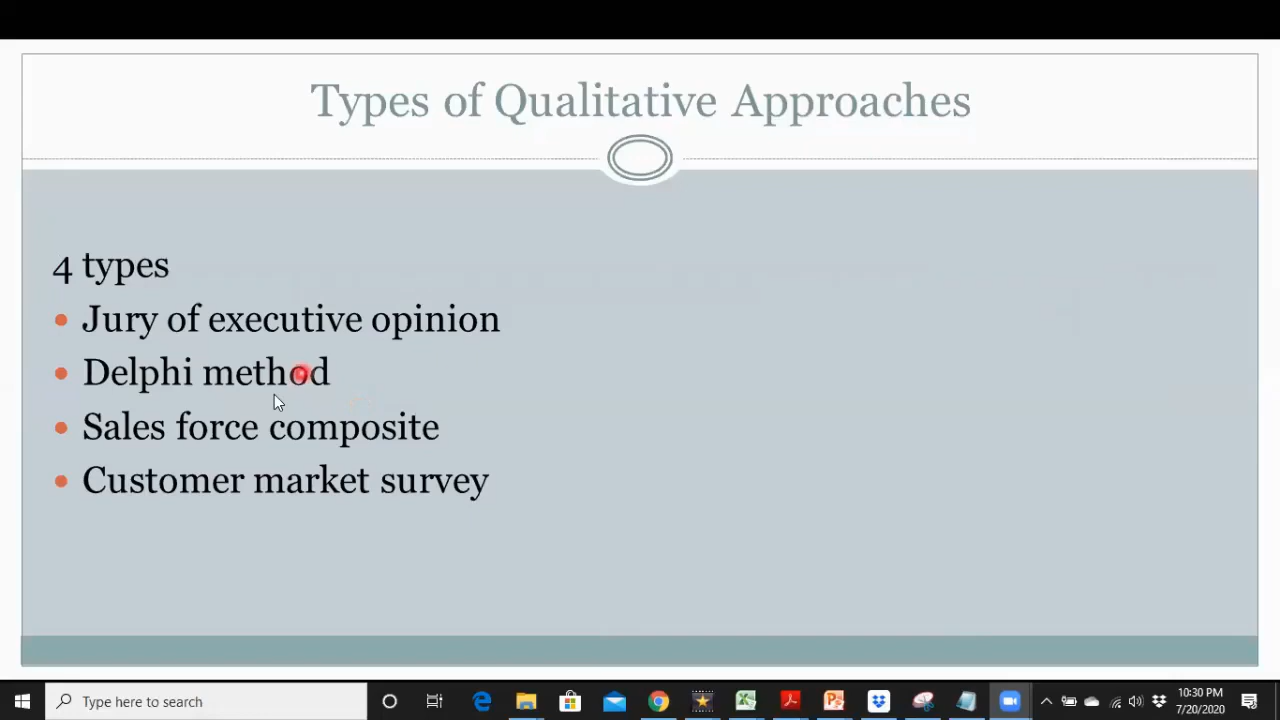 Types of Qualitative Approaches
4 types
Jury of executive opinion
Delphi method
Sales force composite
Customer market survey
Type here to search
10:30 PM
7/20/2020